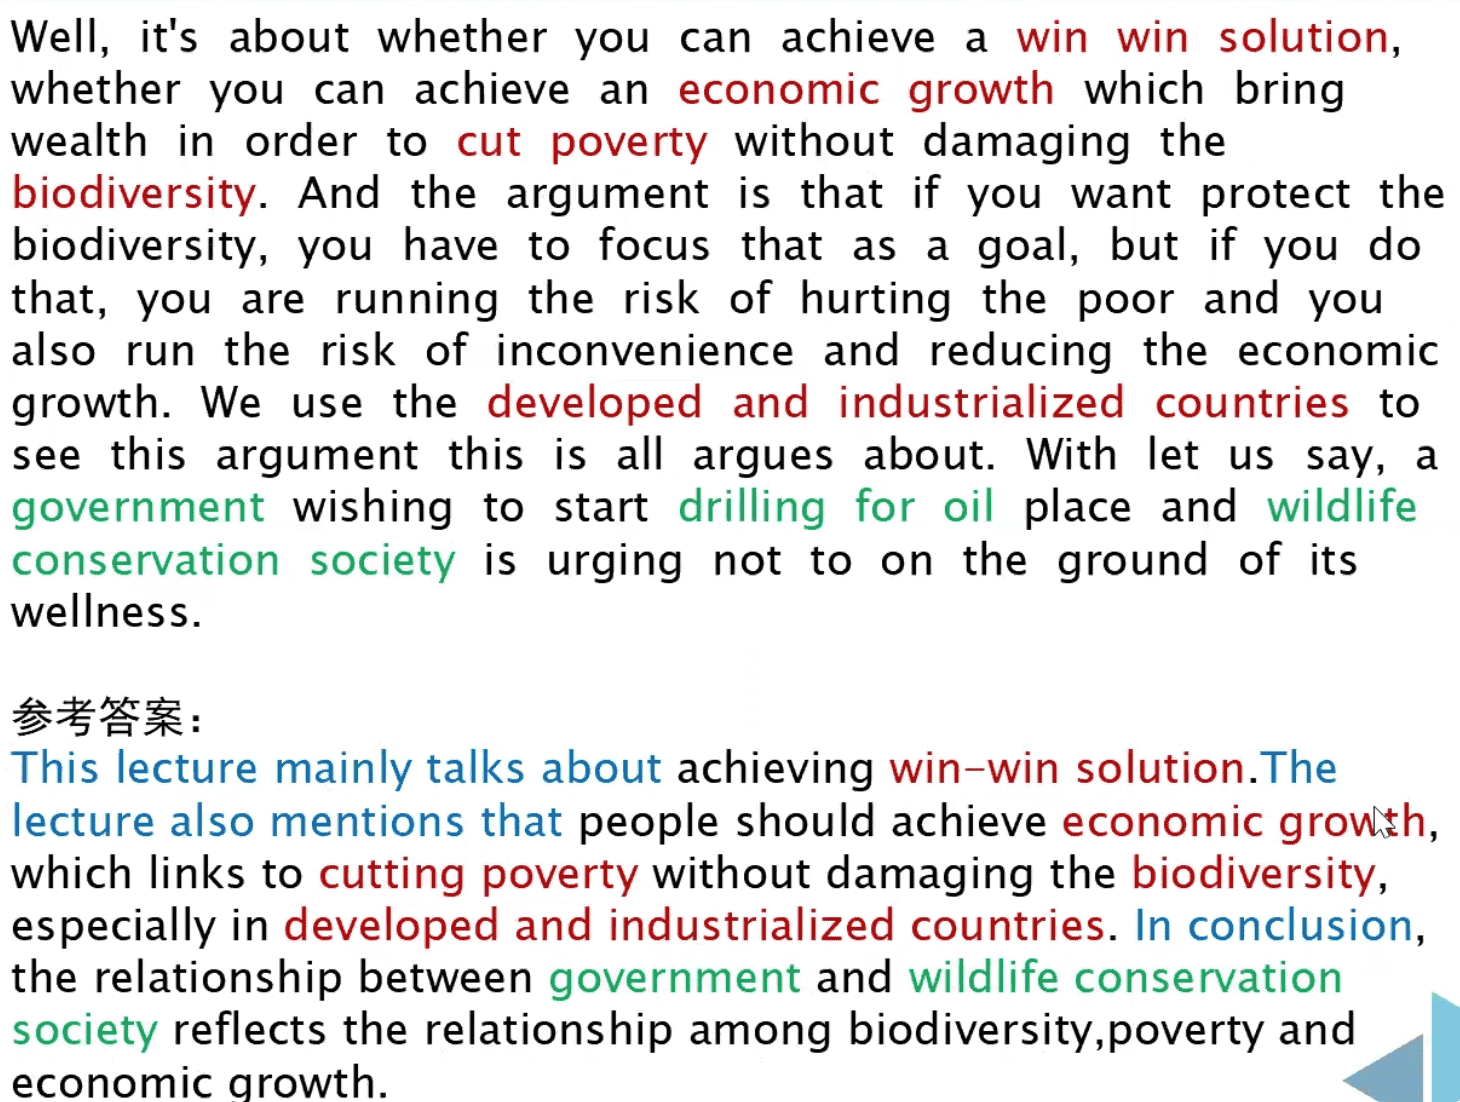 Well, it's about whether you can achieve a win win solution,
whether you can achieve an economic growth which bring
wealth in order to cut poverty without damaging the
biodiversity. And the argument is that if you want protect the
biodiversity, you have to focus that as a goal, but if you do
that, you are running the risk of hurting the poor and you
also run the risk of inconvenience and reducing the economic
growth. We use the developed and industrialized countries to
see this argument this is all argues about. With let us say, a
government wishing to start drilling for oil place and wildlife
conservation society is urging not to on the ground of its
wellness.
参考答案：
This lecture mainly talks about achieving win-win solution.The
lecture also mentions that people should achieve economic growth,
which links to cutting poverty without damaging the biodiversity,
especially in developed and industrialized countries. In conclusion,
the relationship between government and wildlife conservation
society reflects the relationship among biodiversity,poverty and
economic growth.